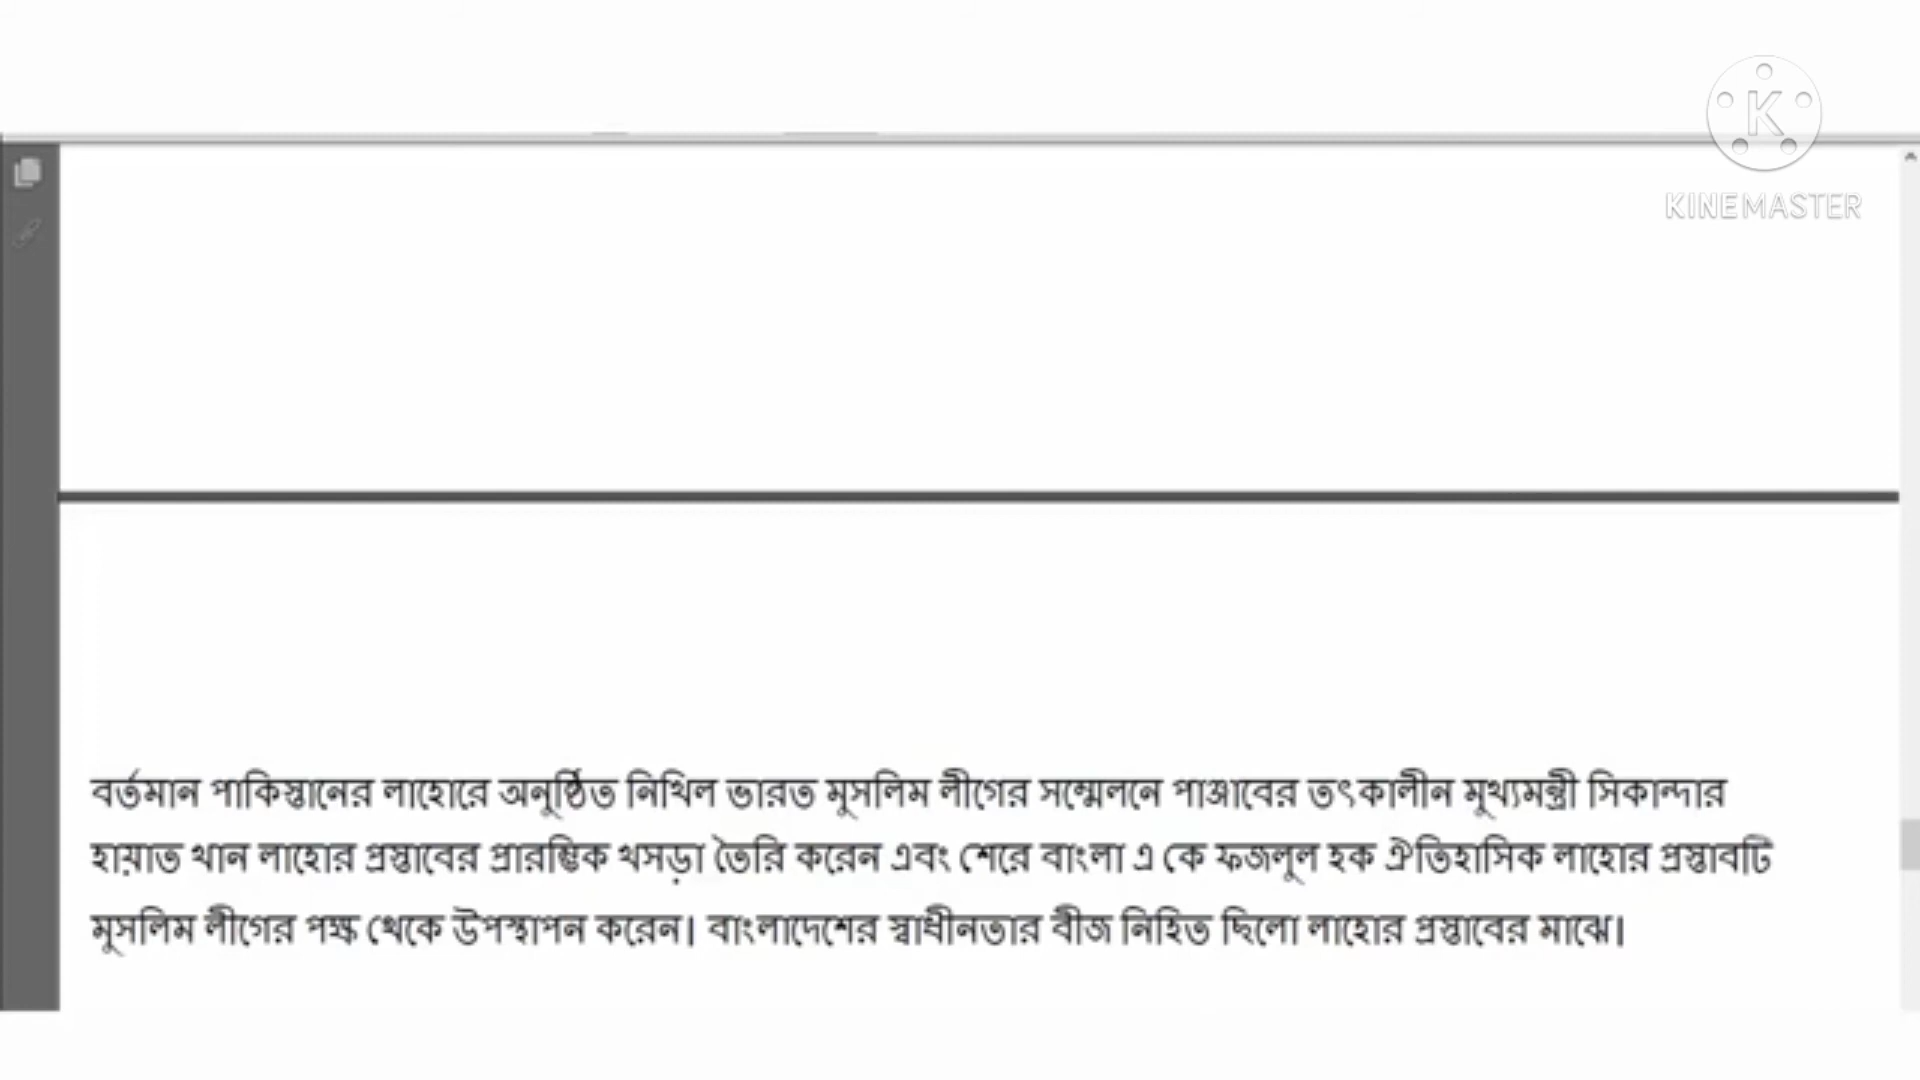 K
KINEMASTER
বর্তমান পাকিস্তানের লাহোরে অনুষ্ঠিত নিখিল ভারত মুসলিম লীগের সম্মেলনে পাঞ্জাবের তৎকালীন মুখ্যমন্ত্রী সিকান্দার
হায়াত খান লাহোর প্রস্তাবের প্রারম্ভিক খসড়া তৈরি করেন এবং শেরে বাংলা এ কে ফজলুল হক ঐতিহাসিক লাহোর প্রস্তাবটি
মুসলিম লীগের পক্ষ থেকে উপস্থাপন করেন। বাংলাদেশের স্বাধীনতার বীজ নিহিত ছিলো লাহোর প্রস্তাবের মাঝে।